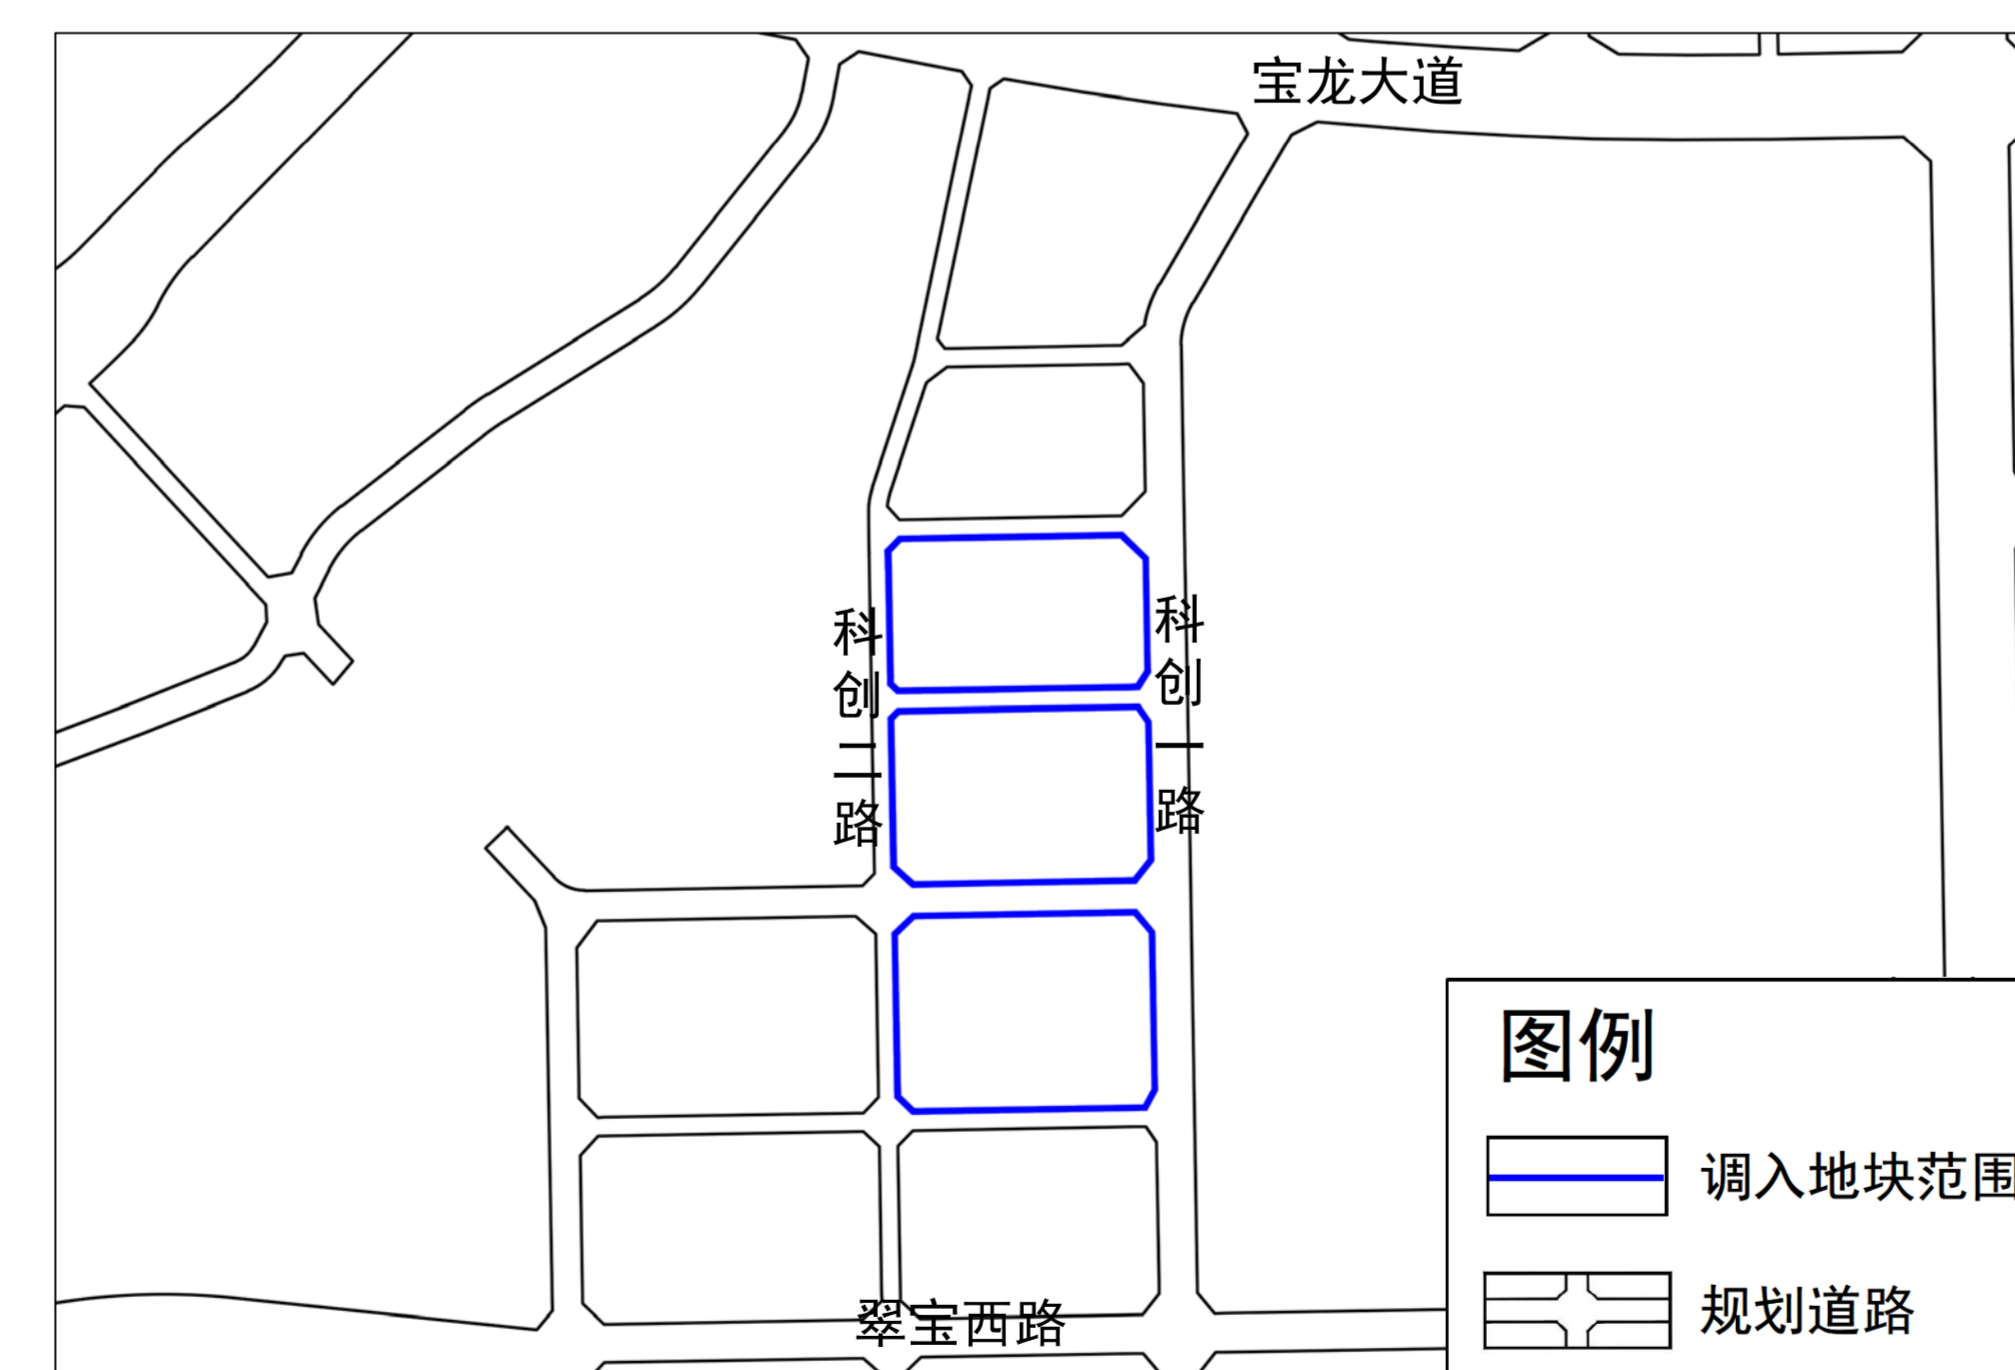 宝龙大道
科创二路
科创一路
图例
调入地块范围
规划道路
翠宝西路